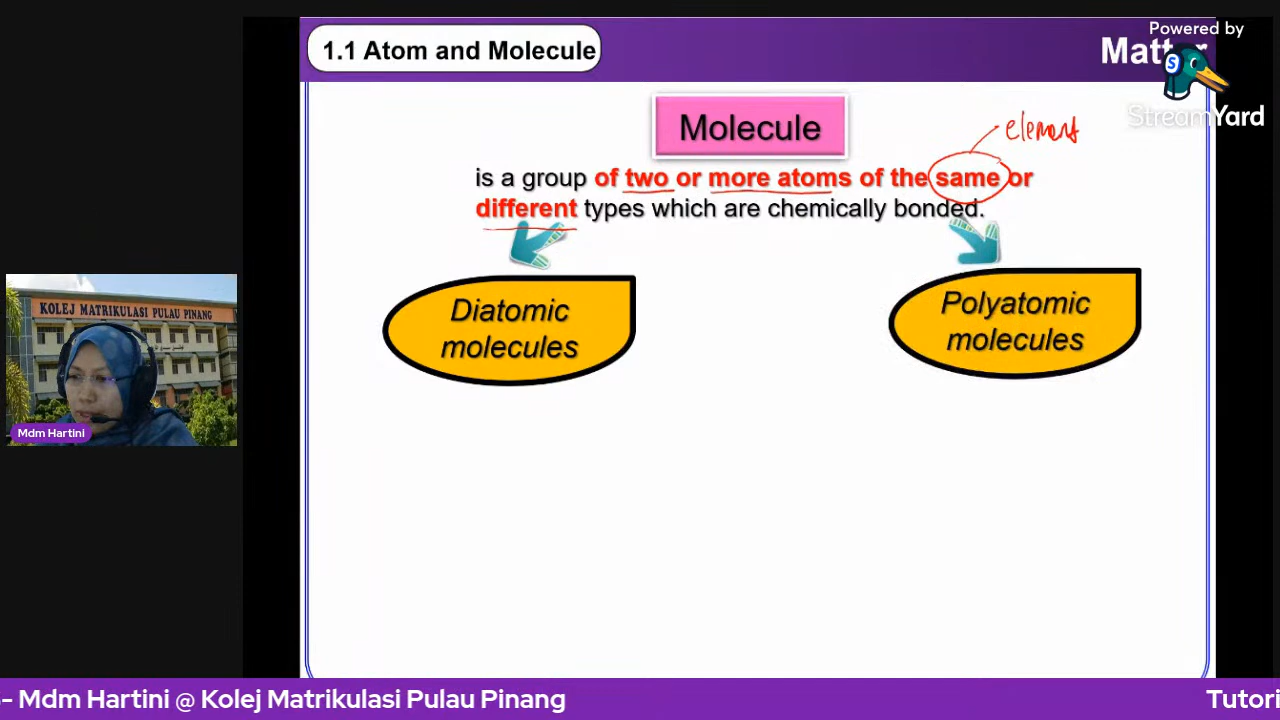 1.1 Atom and Molecule
Matter
Powered by
S
StreamYard
Molecule
element
is a group of two or more atoms of the same or
different types which are chemically bonded.
Diatomic
molecules
Polyatomic
molecules
KOLEJ MATRIKULASI PULAU PINANG
Mdm Hartini
- Mdm Hartini @ Kolej Matrikulasi Pulau Pinang
Tutori